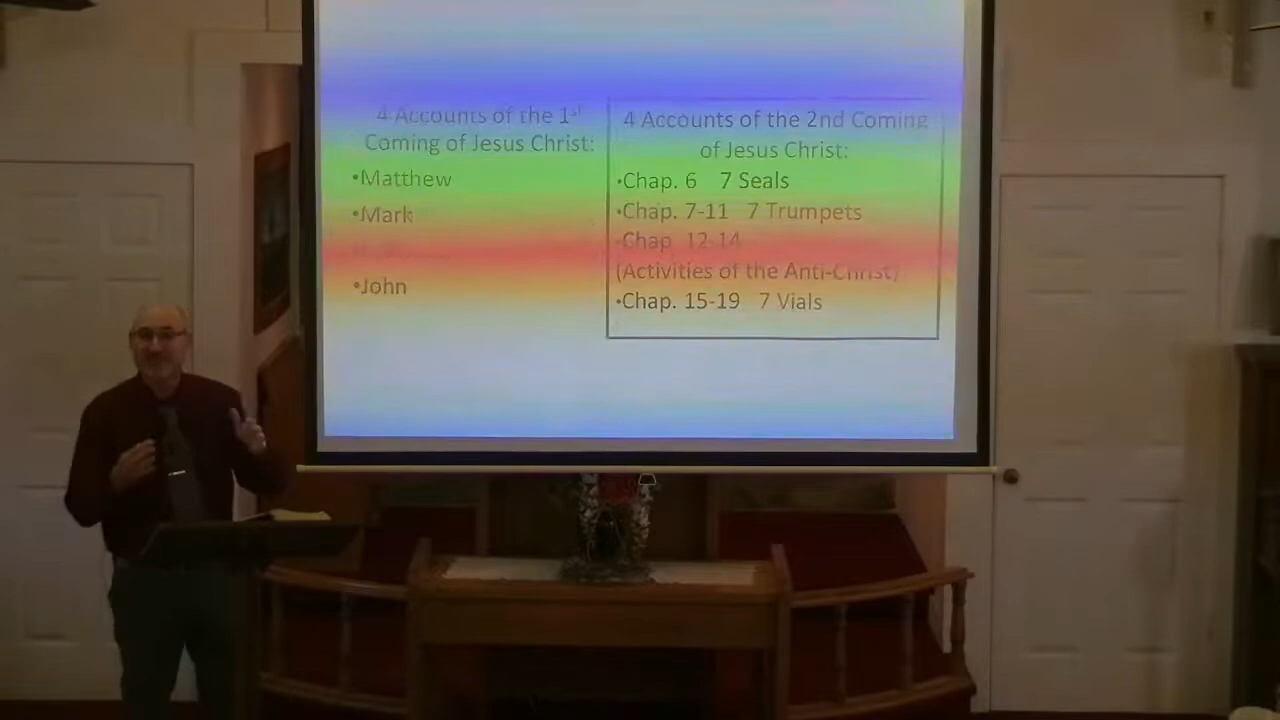 4 Accounts of the 1st
Coming of Jesus Christ:
•Matthew
•Mark
John
4 Accounts of the 2nd Coming
of Jesus Christ:
•Chap. 6 7 Seals
•Chap. 7-11 7 Trumpets
•Chap 12-14
(Activities of the Anti-Christ)
•Chap. 15-19 7 Vials